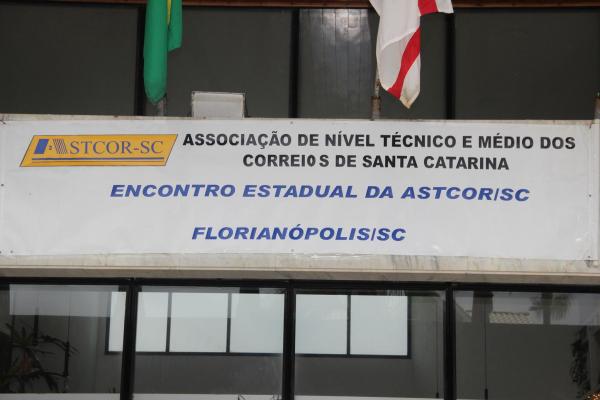 ASTCOR-SC
ASSOCIAÇÃO DE NÍVEL TÉCNICO E MÉDIO DOS
CORREIOS DE SANTA CATARINA
ENCONTRO ESTADUAL DA ASTCOR/SC
FLORIANÓPOLIS/SC